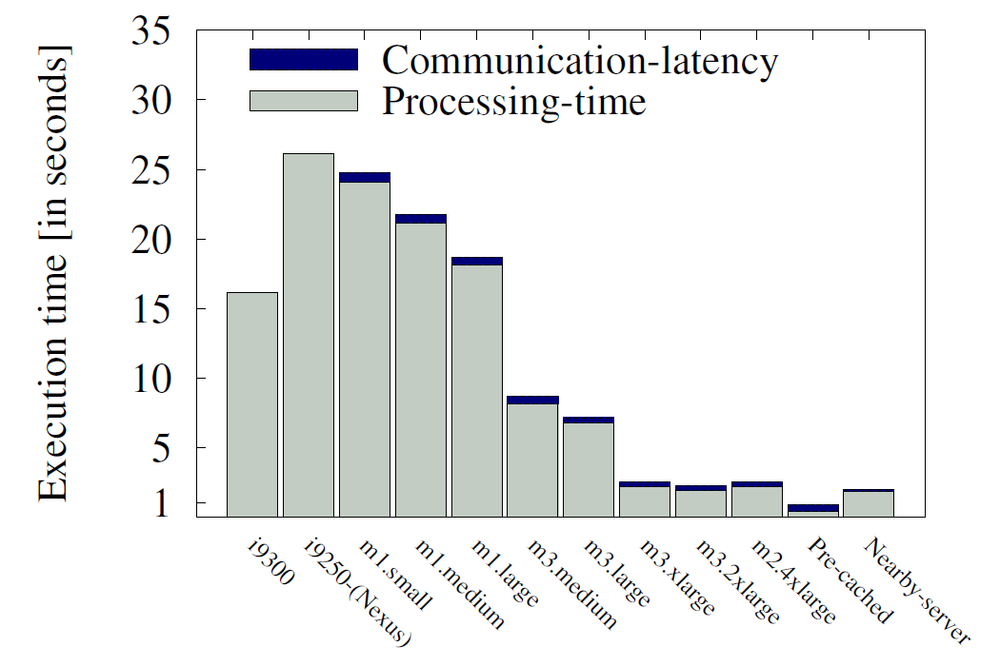 Execution time [in seconds]
35
30
25
20
15
10
5
1
Communication-latency
Processing-time
i9300
i9250-(Nexus)
m1.small
m1.medium
m1.large
m3.medium
m3.large
m3.xlarge
m3.2xlarge
m2.4xlarge
Pre-cached
Nearby-server